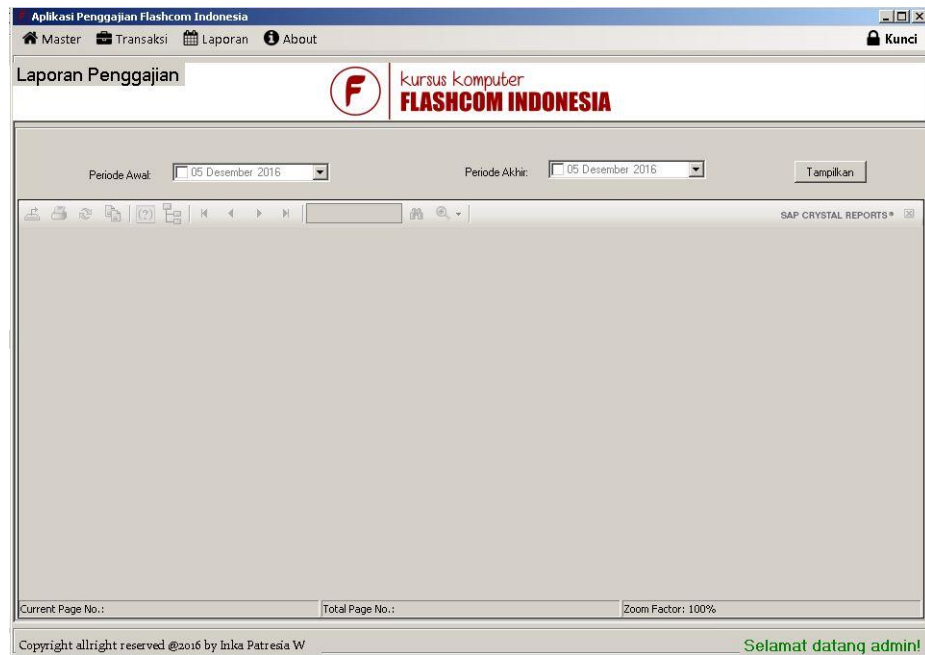 Aplikasi Penggajian Flashcom Indonesia
Master Transaksi Laporan About Kunci
Laporan Penggajian
F
kursus komputer
FLASHCOM INDONESIA
Periode Awal: 05 Desember 2016 Periode Akhir: 05 Desember 2016 Tampilkan
SAP CRYSTAL REPORTS®
Current Page No.: Total Page No.: Zoom Factor: 100%
Copyright allright reserved @2016 by Inka Patresia W Selamat datang admin!